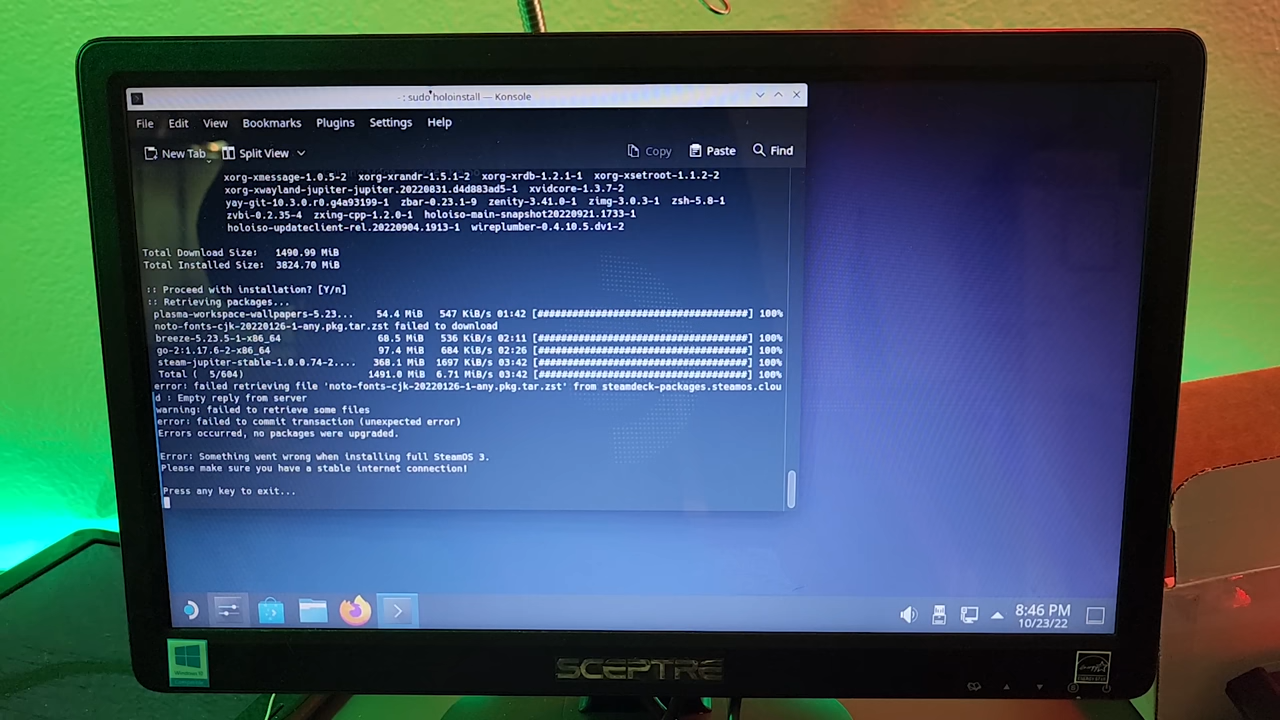 - : sudo holoinstall — Konsole
File Edit View Bookmarks Plugins Settings Help
New Tab Split View Copy Paste Find
xorg-xmessage-1.0.5-2 xorg-xrandr-1.5.1-2 xorg-xrdb-1.2.1-1 xorg-xsetroot-1.1.2-2
xorg-xwayland-jupiter-jupiter.20220831.d4d883ad5-1 xvidcore-1.3.7-2
yay-git-10.3.0.r0.g4a93199-1 zbar-0.23.1-9 zenity-3.41.0-1 zimg-3.0.3-1 zsh-5.8-1
zvbi-0.2.35-4 zxing-cpp-1.2.0-1 holoiso-main-snapshot20220921.1733-1
holoiso-updateclient-rel.20220904.1913-1 wireplumber-0.4.10.5.dv1-2
Total Download Size: 1490.99 MiB
Total Installed Size: 3824.70 MiB
:: Proceed with installation? [Y/n]
:: Retrieving packages...
plasma-workspace-wallpapers-5.23... 54.4 MiB 547 KiB/s 01:42 [####################################] 100%
noto-fonts-cjk-20220126-1-any.pkg.tar.zst failed to download
breeze-5.23.5-1-x86_64 68.5 MiB 536 KiB/s 02:11 [####################################] 100%
go-2:1.17.6-2-x86_64 97.4 MiB 684 KiB/s 02:26 [####################################] 100%
steam-jupiter-stable-1.0.0.74-2.... 368.1 MiB 1697 KiB/s 03:42 [####################################] 100%
Total ( 5/604) 1491.0 MiB 6.71 MiB/s 03:42 [####################################] 100%
error: failed retrieving file 'noto-fonts-cjk-20220126-1-any.pkg.tar.zst' from steamdeck-packages.steamos.clou
d : Empty reply from server
warning: failed to retrieve some files
error: failed to commit transaction (unexpected error)
Errors occurred, no packages were upgraded.
Error: Something went wrong when installing full SteamOS 3.
Please make sure you have a stable internet connection!
Press any key to exit...
8:46 PM
10/23/22
SCEPTRE